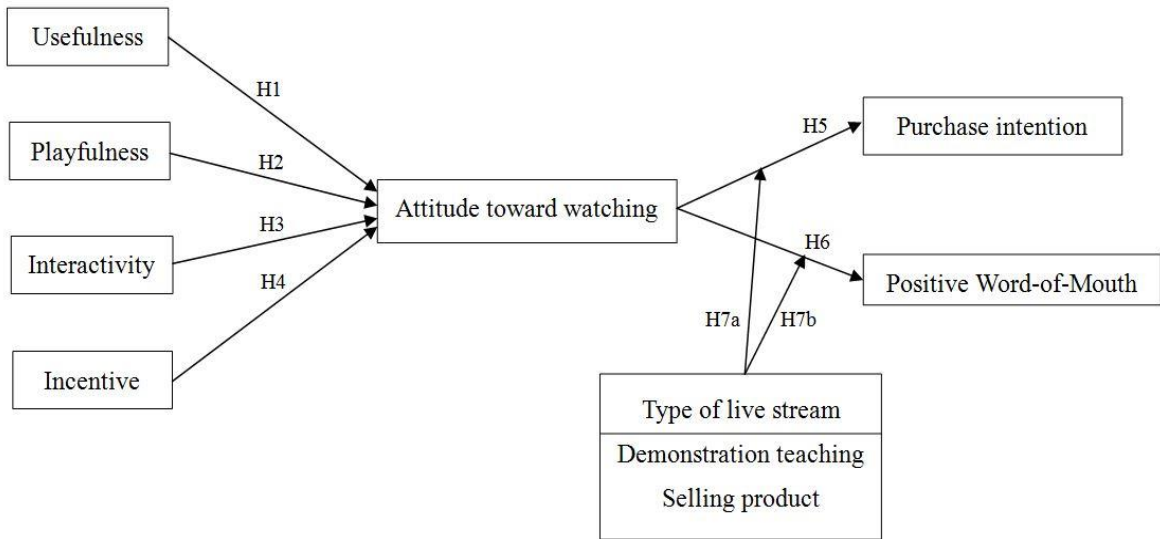 Usefulness
H1
Playfulness
H2
Interactivity
H3
H4
Incentive
Attitude toward watching
H5
Purchase intention
H6
Positive Word-of-Mouth
H7a
H7b
Type of live stream
Demonstration teaching
Selling product